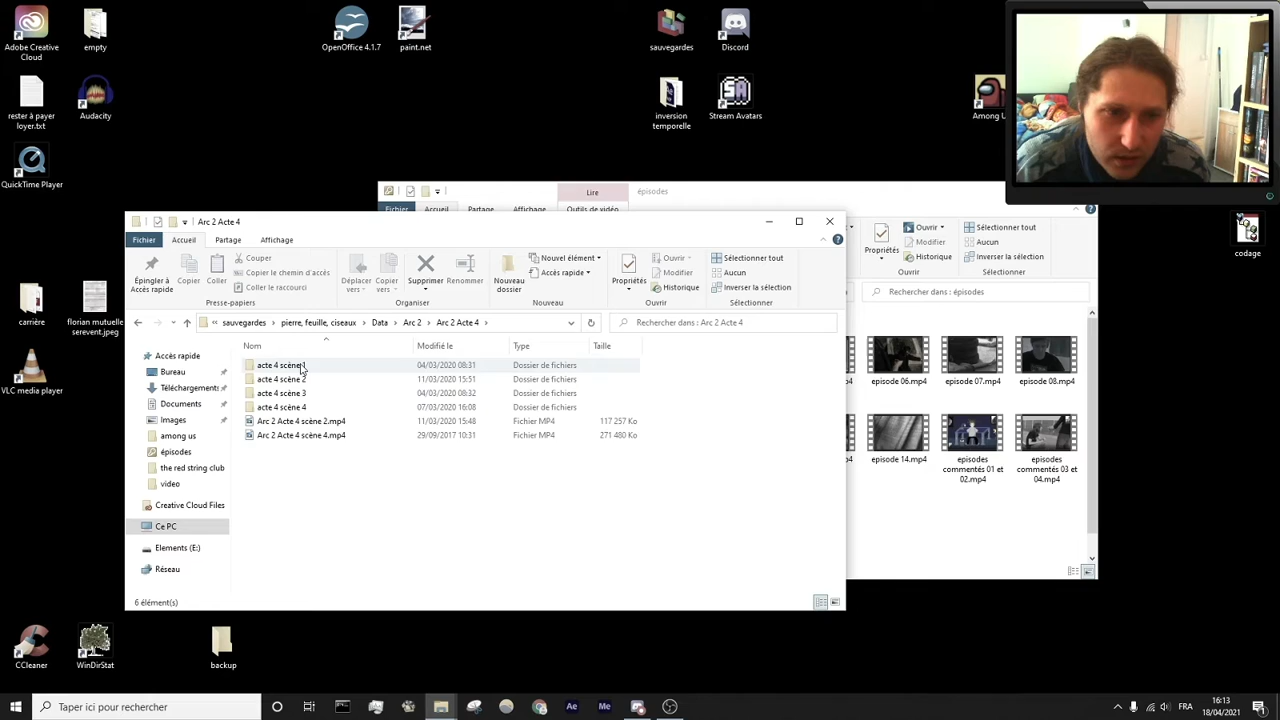 Adobe Creative
Cloud
empty
OpenOffice 4.1.7
paint.net
sauvegardes
Discord
rester à payer
loyer.txt
Audacity
inversion
temporelle
Stream Avatars
Among U
QuickTime Player
codage
carrière
florian mutuelle
serevent.jpeg
VLC media player
CCleaner
WinDirStat
backup
Lire
épisodes
Fichier
Accueil
Partage
Affichage
Outils de vidéo
Propriétés
Ouvrir
Modifier
Historique
Ouvrir
Sélectionner tout
Aucun
Inverser la sélection
Sélectionner
Rechercher dans : épisodes
episode 06.mp4
episode 07.mp4
episode 08.mp4
episode 14.mp4
episodes
commentés 01 et
02.mp4
episodes
commentés 03 et
04.mp4
Arc 2 Acte 4
Fichier
Accueil
Partage
Affichage
Épingler à
Accès rapide
Copier
Coller
Couper
Copier le chemin d'accès
Coller le raccourci
Presse-papiers
Déplacer
vers
Copier
vers
Supprimer
Renommer
Organiser
Nouveau
dossier
Nouvel élément
Accès rapide
Nouveau
Propriétés
Ouvrir
Modifier
Historique
Ouvrir
Sélectionner tout
Aucun
Inverser la sélection
Sélectionner
« sauvegardes > pierre, feuille, ciseaux > Data > Arc 2 > Arc 2 Acte 4 >
Rechercher dans : Arc 2 Acte 4
Nom Modifié le Type Taille
acte 4 scène 04/03/2020 08:31 Dossier de fichiers
acte 4 scène 2 11/03/2020 15:51 Dossier de fichiers
acte 4 scène 3 04/03/2020 08:32 Dossier de fichiers
acte 4 scène 4 07/03/2020 16:08 Dossier de fichiers
Arc 2 Acte 4 scène 2.mp4 11/03/2020 15:48 Fichier MP4 117 257 Ko
Arc 2 Acte 4 scène 4.mp4 29/09/2017 10:31 Fichier MP4 271 480 Ko
Accès rapide
Bureau
Téléchargements
Documents
Images
among us
épisodes
the red string club
video
Creative Cloud Files
Ce PC
Elements (E:)
Réseau
6 élément(s)
Taper ici pour rechercher
Ae
Me
FRA
16:13
18/04/2021